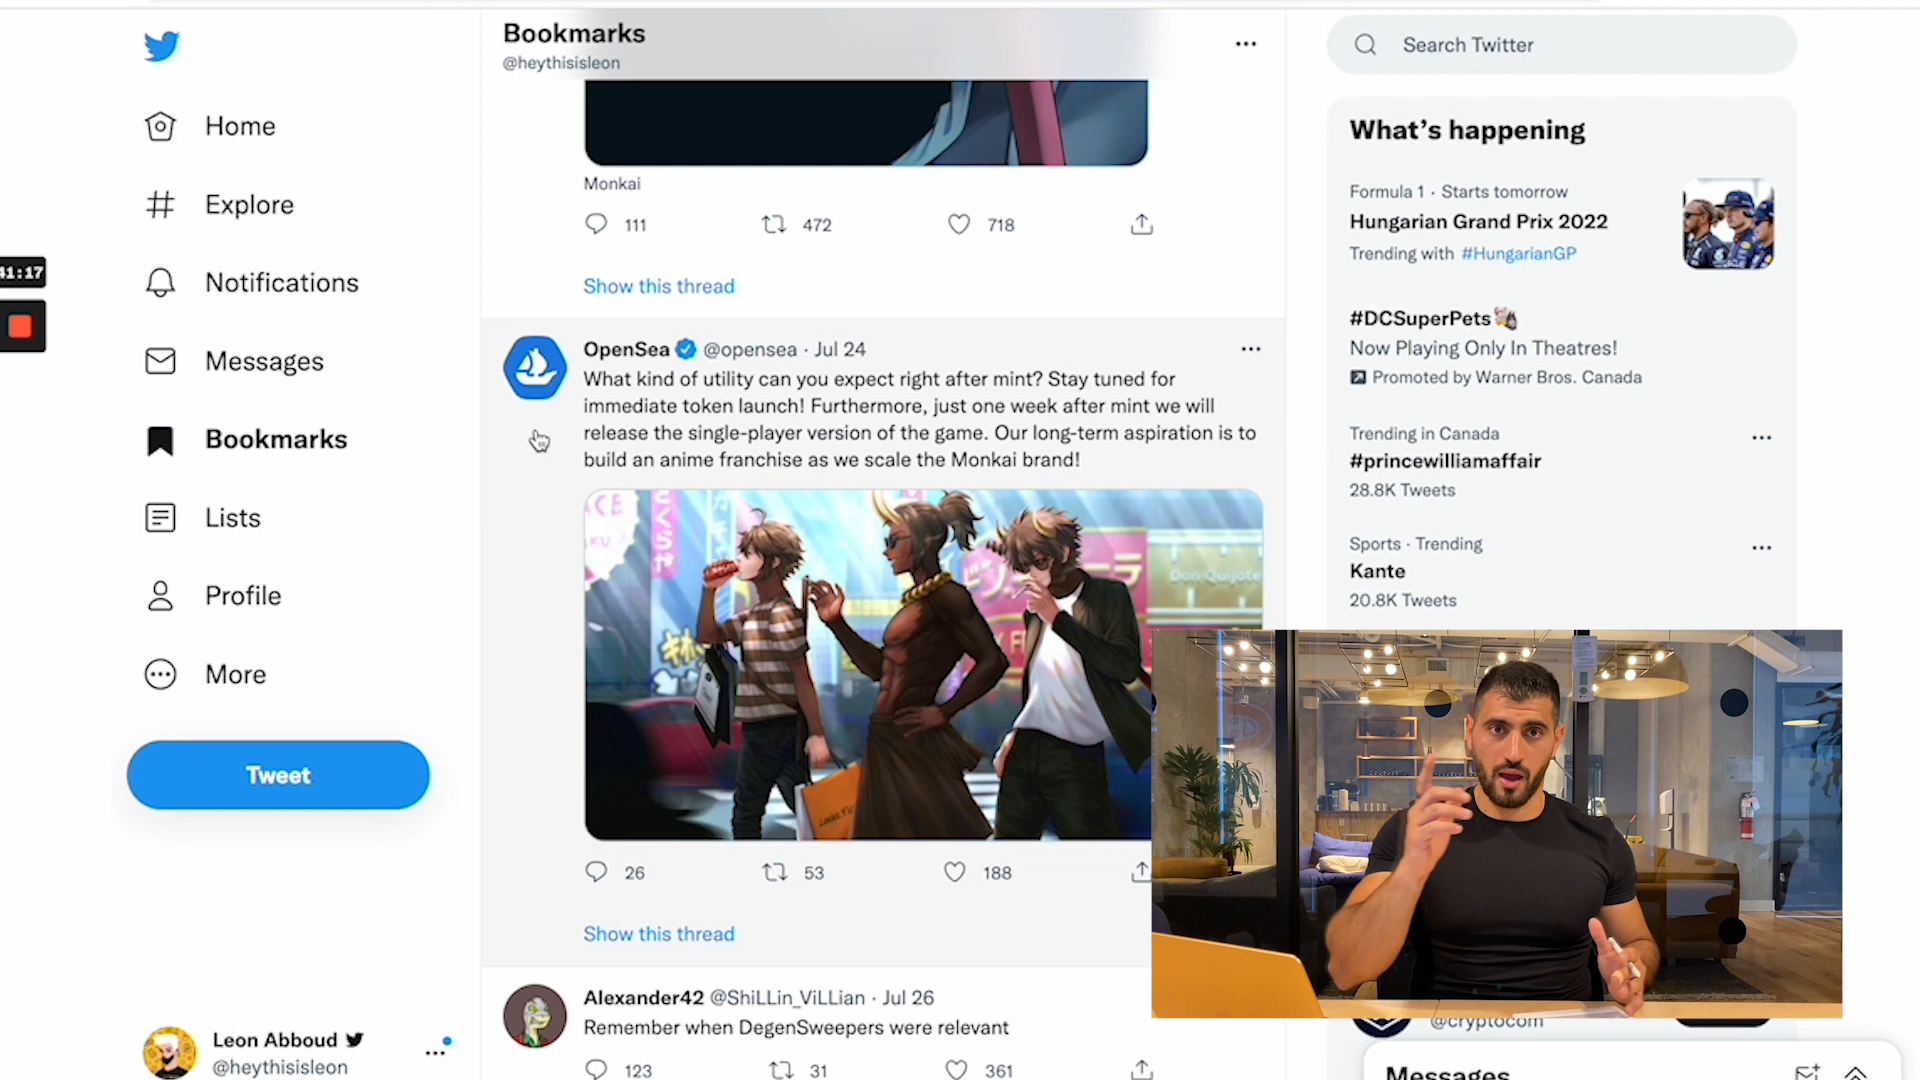 Bookmarks
@heythisisleon
Search Twitter
Home
Explore
Notifications
Messages
Bookmarks
Lists
Profile
More
Tweet
Leon Abboud
@heythisisleon
41:17
Monkai
111 472 718
Show this thread
OpenSea @opensea · Jul 24
What kind of utility can you expect right after mint? Stay tuned for
immediate token launch! Furthermore, just one week after mint we will
release the single-player version of the game. Our long-term aspiration is to
build an anime franchise as we scale the Monkai brand!
Don Quijote
26 53 188
Show this thread
Alexander42 @ShiLLin_ViLLian · Jul 26
Remember when DegenSweepers were relevant
123 31 361
What's happening
Formula 1 · Starts tomorrow
Hungarian Grand Prix 2022
Trending with #HungarianGP
#DCSuperPets
Now Playing Only In Theatres!
Promoted by Warner Bros. Canada
Trending in Canada
#princewilliamaffair
28.8K Tweets
Sports · Trending
Kante
20.8K Tweets
@cryptocom
Messages